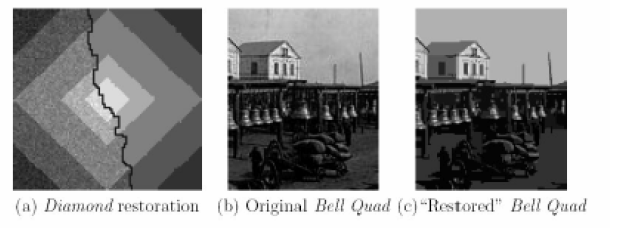 (a) Diamond restoration (b) Original Bell Quad (c) “Restored” Bell Quad